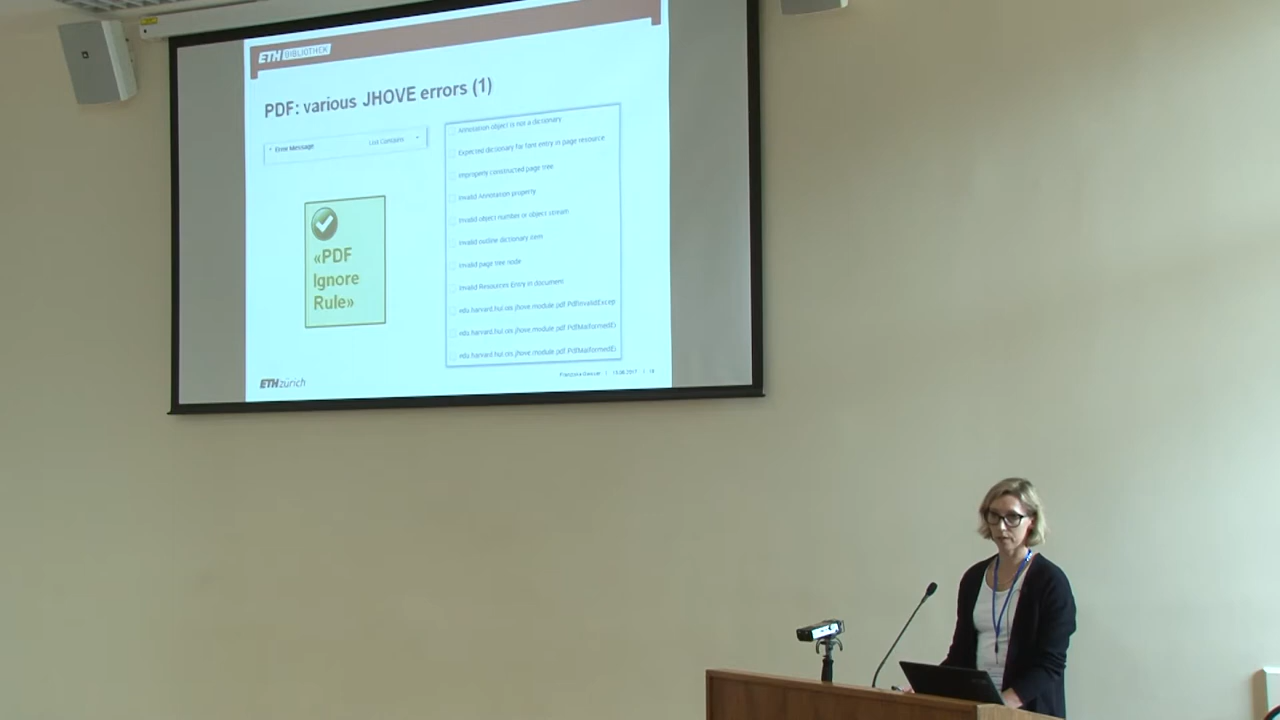 ETH BIBLIOTHEK
PDF: various JHOVE errors (1)
* Error Message
List Contains
«PDF
Ignore
Rule»
Annotation object is not a dictionary
Expected dictionary for font entry in page resource
Improperly constructed page tree
Invalid Annotation property
Invalid object number or object stream
Invalid outline dictionary item
Invalid page tree node
Invalid Resources Entry in document
edu.harvard.hul.ois.jhove.module.pdf.PdfInvalidExcep
edu.harvard.hul.ois.jhove.module.pdf.PdfMalformedE
edu.harvard.hul.ois.jhove.module.pdf.PdfMalformedE
ETH zürich